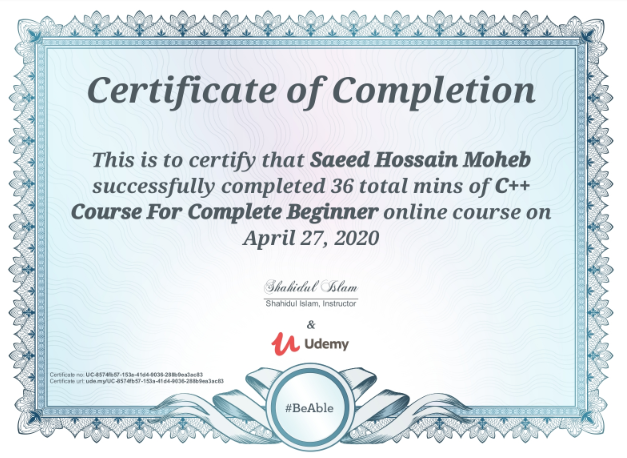 Certificate of Completion
This is to certify that Saeed Hossain Moheb
successfully completed 36 total mins of C++
Course For Complete Beginner online course on
April 27, 2020
Shahidul Islam
Shahidul Islam, Instructor
&
Udemy
Certificate no: UC-6574fb57-153a-41d4-9036-288b9ea3ac63
Certificate url: ude.my/UC-6574fb57-153a-41d4-9036-288b9ea3ac63
#BeAble